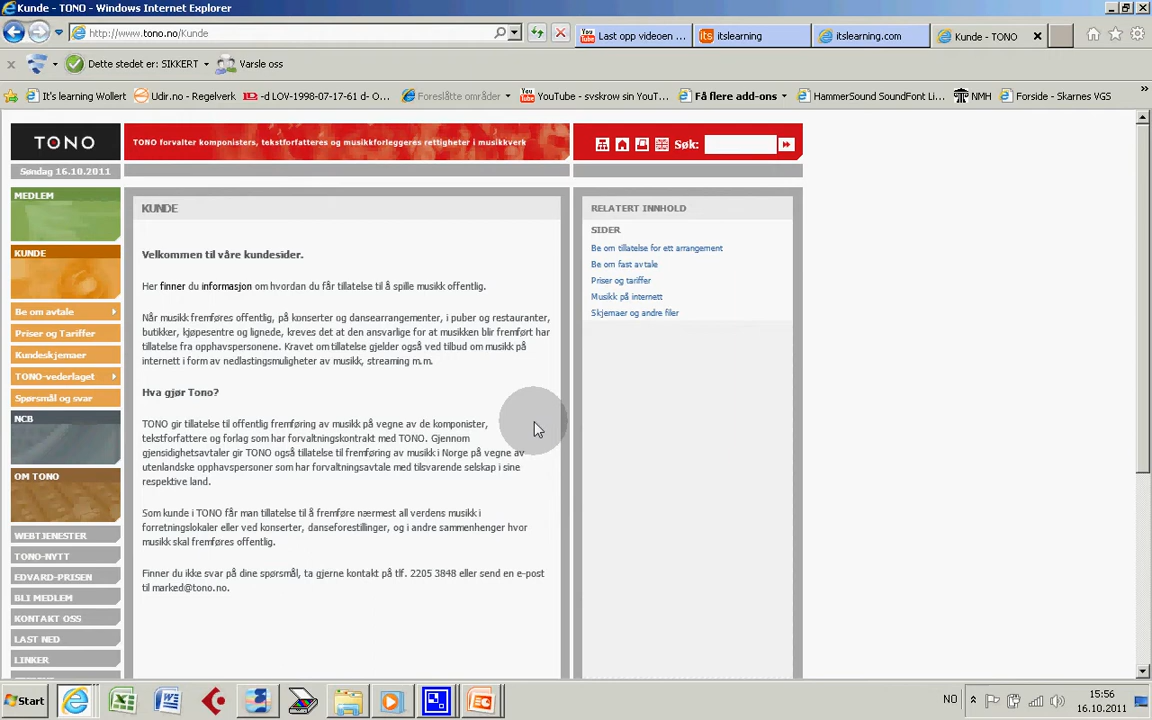 Kunde - TONO - Windows Internet Explorer
http://www.tono.no/Kunde
Last opp videoen ...
itslearning
itslearning.com
Kunde - TONO
Dette stedet er: SIKKERT
Varsle oss
It's learning Wollert
Udir.no - Regelverk
-d LOV-1998-07-17-61 d- O...
Foreslåtte områder
YouTube - svskrow sin YouT...
Få flere add-ons
HammerSound SoundFont Li...
NMH
Forside - Skarnes VGS
TONO
TONO forvalter komponisters, tekstforfatteres og musikkforleggeres rettigheter i musikkverk
Søk:
Søndag 16.10.2011
MEDLEM
KUNDE
Be om avtale
Priser og Tariffer
Kundeskjemaer
TONO-vederlaget
Spørsmål og svar
NCB
OM TONO
WEBTJENESTER
TONO-NYTT
EDVARD-PRISEN
BLI MEDLEM
KONTAKT OSS
LAST NED
LINKER
KUNDE
Velkommen til våre kundesider.
Her finner du informasjon om hvordan du får tillatelse til å spille musikk offentlig.
Når musikk fremføres offentlig, på konserter og dansearrangementer, i puber og restauranter,
butikker, kjøpesentre og lignede, kreves det at den ansvarlige for at musikken blir fremført har
tillatelse fra opphavspersonene. Kravet om tillatelse gjelder også ved tilbud om musikk på
internett i form av nedlastingsmuligheter av musikk, streaming m.m.
Hva gjør Tono?
TONO gir tillatelse til offentlig fremføring av musikk på vegne av de komponister,
tekstforfattere og forlag som har forvaltningskontrakt med TONO. Gjennom
gjensidighetsavtaler gir TONO også tillatelse til fremføring av musikk i Norge på vegne av
utenlandske opphavspersoner som har forvaltningsavtale med tilsvarende selskap i sine
respektive land.
Som kunde i TONO får man tillatelse til å fremføre nærmest all verdens musikk i
forretningslokaler eller ved konserter, danseforestillinger, og i andre sammenhenger hvor
musikk skal fremføres offentlig.
Finner du ikke svar på dine spørsmål, ta gjerne kontakt på tlf. 2205 3848 eller send en e-post
til marked@tono.no.
RELATERT INNHOLD
SIDER
Be om tillatelse for ett arrangement
Be om fast avtale
Priser og tariffer
Musikk på internett
Skjemaer og andre filer
Start
NO
15:56
16.10.2011